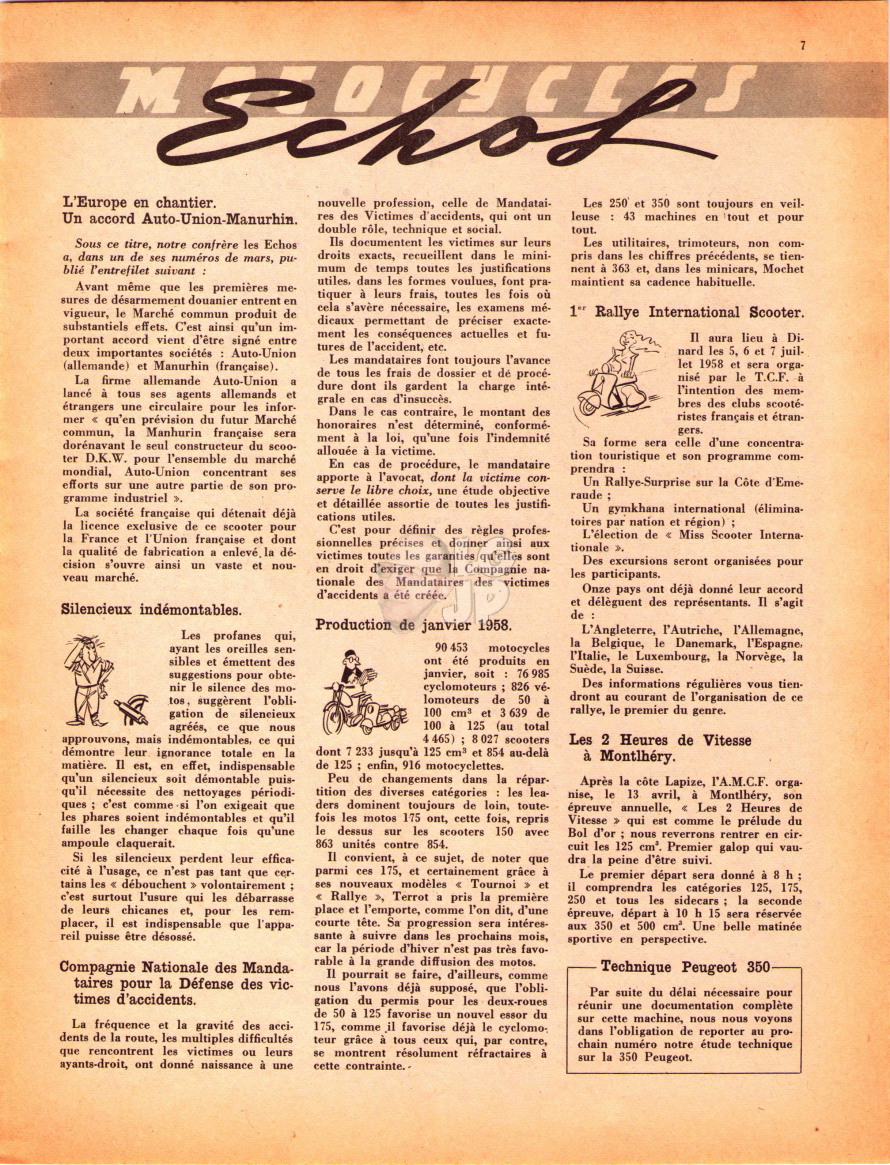 7
MOTOCYCLES
Echos
L'Europe en chantier.
Un accord Auto-Union-Manurhin.
Sous ce titre, notre confrère les Echos
a, dans un de ses numéros de mars, pu-
blié l'entrefilet suivant :
Avant même que les premières me-
sures de désarmement douanier entrent en
vigueur, le Marché commun produit de
substantiels effets. C'est ainsi qu'un im-
portant accord vient d'être signé entre
deux importantes sociétés : Auto-Union
(allemande) et Manurhin (française).
La firme allemande Auto-Union a
lancé à tous ses agents allemands et
étrangers une circulaire pour les infor-
mer « qu'en prévision du futur Marché
commun, la Manhurin française sera
dorénavant le seul constructeur du scoo-
ter D.K.W. pour l'ensemble du marché
mondial, Auto-Union concentrant ses
efforts sur une autre partie de son pro-
gramme industriel ».
La société française qui détenait déjà
la licence exclusive de ce scooter pour
la France et l'Union française et dont
la qualité de fabrication a enlevé la dé-
cision s'ouvre ainsi un vaste et nou-
veau marché.
Silencieux indémontables.
Les profanes qui,
ayant les oreilles sen-
sibles et émettent des
suggestions pour obte-
nir le silence des mo-
tos, suggèrent l'obli-
gation de silencieux
agréés, ce que nous
approuvons, mais indémontables, ce qui
démontre leur ignorance totale en la
matière. Il est, en effet, indispensable
qu'un silencieux soit démontable puis-
qu'il nécessite des nettoyages périodi-
ques ; c'est comme si l'on exigeait que
les phares soient indémontables et qu'il
faille les changer chaque fois qu'une
ampoule claquerait.
Si les silencieux perdent leur effica-
cité à l'usage, ce n'est pas tant que cer-
tains les « débouchent » volontairement ;
c'est surtout l'usure qui les débarrasse
de leurs chicanes et, pour les rem-
placer, il est indispensable que l'appa-
reil puisse être désossé.
Compagnie Nationale des Manda-
taires pour la Défense des vic-
times d'accidents.
La fréquence et la gravité des acci-
dents de la route, les multiples difficultés
que rencontrent les victimes ou leurs
ayants-droit, ont donné naissance à une
nouvelle profession, celle de Mandatai-
res des Victimes d'accidents, qui ont un
double rôle, technique et social.
Ils documentent les victimes sur leurs
droits exacts, recueillent dans le mini-
mum de temps toutes les justifications
utiles, dans les formes voulues, font pra-
tiquer à leurs frais, toutes les fois où
cela s'avère nécessaire, les examens mé-
dicaux permettant de préciser exacte-
ment les conséquences actuelles et fu-
tures de l'accident, etc.
Les mandataires font toujours l'avance
de tous les frais de dossier et de procé-
dure dont ils gardent la charge inté-
grale en cas d'insuccès.
Dans le cas contraire, le montant des
honoraires n'est déterminé, conformé-
ment à la loi, qu'une fois l'indemnité
allouée à la victime.
En cas de procédure, le mandataire
apporte à l'avocat, dont la victime con-
serve le libre choix, une étude objective
et détaillée assortie de toutes les justifi-
cations utiles.
C'est pour définir des règles profes-
sionnelles précises et donner ainsi aux
victimes toutes les garanties qu'elles sont
en droit d'exiger que la Compagnie na-
tionale des Mandataires des victimes
d'accidents a été créée.
Production de janvier 1958.
90 453 motocycles
ont été produits en
janvier, soit : 76 985
cyclomoteurs ; 826 vé-
lomoteurs de 50 à
100 cm³ et 3 639 de
100 à 125 (au total
4 465) ; 8 027 scooters
dont 7 233 jusqu'à 125 cm³ et 854 au-delà
de 125 ; enfin, 916 motocyclettes.
Peu de changements dans la répar-
tition des diverses catégories : les lea-
ders dominent toujours de loin, toute-
fois les motos 175 ont, cette fois, repris
le dessus sur les scooters 150 avec
863 unités contre 854.
Il convient, à ce sujet, de noter que
parmi ces 175, et certainement grâce à
ses nouveaux modèles « Tournoi » et
« Rallye », Terrot a pris la première
place et l'emporte, comme l'on dit, d'une
courte tête. Sa progression sera intéres-
sante à suivre dans les prochains mois,
car la période d'hiver n'est pas très favo-
rable à la grande diffusion des motos.
Il pourrait se faire, d'ailleurs, comme
nous l'avons déjà supposé, que l'obli-
gation du permis pour les deux-roues
de 50 à 125 favorise un nouvel essor du
175, comme il favorise déjà le cyclomo-
teur grâce à tous ceux qui, par contre,
se montrent résolument réfractaires à
cette contrainte.
Les 250 et 350 sont toujours en veil-
leuse : 43 machines en tout et pour
tout.
Les utilitaires, trimoteurs, non com-
pris dans les chiffres précédents, se tien-
nent à 363 et, dans les minicars, Mochet
maintient sa cadence habituelle.
1er Rallye International Scooter.
Il aura lieu à Di-
nard les 5, 6 et 7 juil-
let 1958 et sera orga-
nisé par le T.C.F. à
l'intention des mem-
bres des clubs scooté-
ristes français et étran-
gers.
Sa forme sera celle d'une concentra-
tion touristique et son programme com-
prendra :
Un Rallye-Surprise sur la Côte d'Eme-
raude ;
Un gymkhana international (élimina-
toires par nation et région) ;
L'élection de « Miss Scooter Interna-
tionale ».
Des excursions seront organisées pour
les participants.
Onze pays ont déjà donné leur accord
et délèguent des représentants. Il s'agit
de :
L'Angleterre, l'Autriche, l'Allemagne,
la Belgique, le Danemark, l'Espagne,
l'Italie, le Luxembourg, la Norvège, la
Suède, la Suisse.
Des informations régulières vous tien-
dront au courant de l'organisation de ce
rallye, le premier du genre.
Les 2 Heures de Vitesse
à Montlhéry.
Après la côte Lapize, l'A.M.C.F. orga-
nise, le 13 avril, à Montlhéry, son
épreuve annuelle, « Les 2 Heures de
Vitesse » qui est comme le prélude du
Bol d'or ; nous reverrons rentrer en cir-
cuit les 125 cm³. Premier galop qui vau-
dra la peine d'être suivi.
Le premier départ sera donné à 8 h ;
il comprendra les catégories 125, 175,
250 et tous les sidecars ; la seconde
épreuve, départ à 10 h 15 sera réservée
aux 350 et 500 cm³. Une belle matinée
sportive en perspective.
Technique Peugeot 350
Par suite du délai nécessaire pour
réunir une documentation complète
sur cette machine, nous nous voyons
dans l'obligation de reporter au pro-
chain numéro notre étude technique
sur la 350 Peugeot.